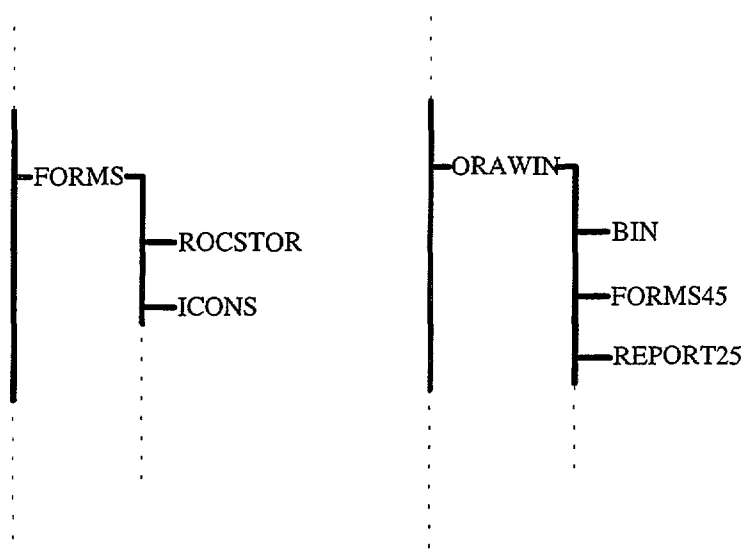 FORMS
ROCSTOR
ICONS
ORAWIN
BIN
FORMS45
REPORT25